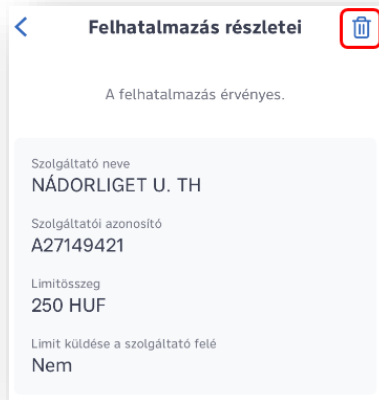 Felhatalmazás részletei
A felhatalmazás érvényes.
Szolgáltató neve
NÁDORLIGET U. TH
Szolgáltatói azonosító
A27149421
Limitösszeg
250 HUF
Limit küldése a szolgáltató felé
Nem